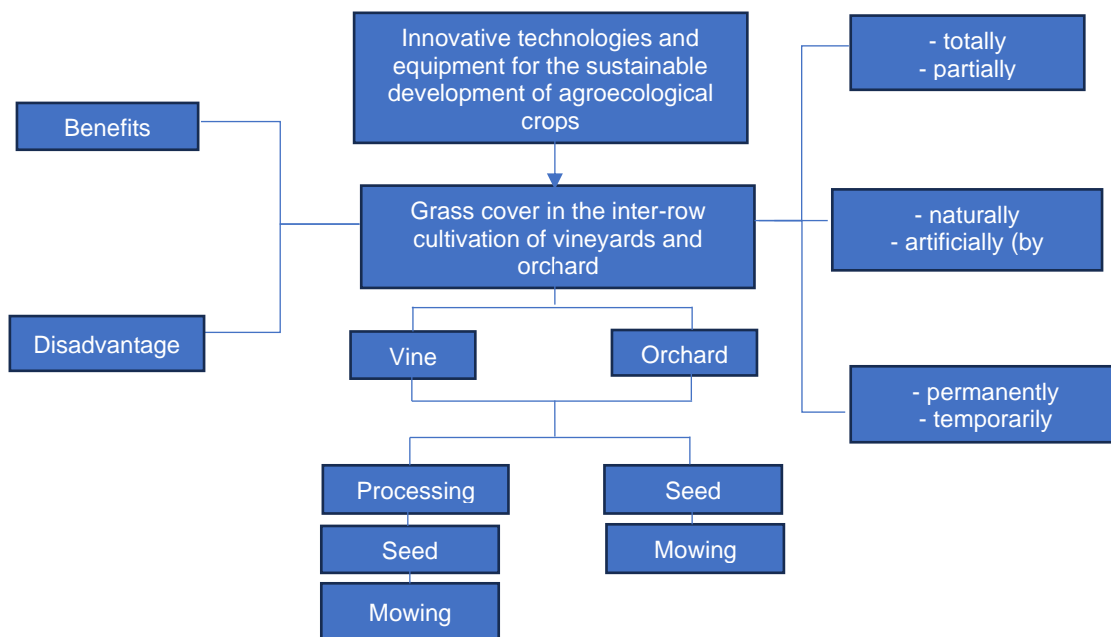 Innovative technologies and
equipment for the sustainable
development of agroecological
crops
- totally
- partially
Benefits
Grass cover in the inter-row
cultivation of vineyards and
orchard
- naturally
- artificially (by
Disadvantage
Vine
Orchard
- permanently
- temporarily
Processing
Seed
Seed
Mowing
Mowing